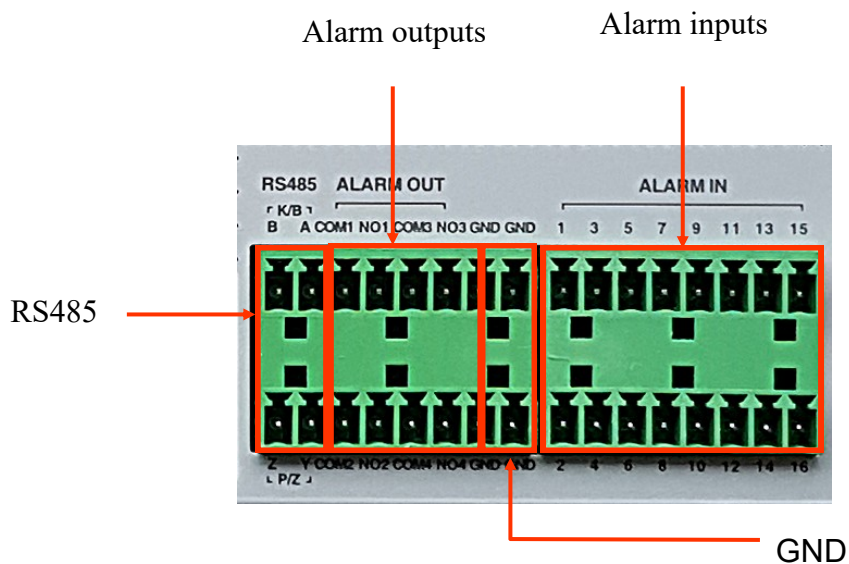 Alarm outputs
Alarm inputs
RS485 ALARM OUT ALARM IN
K/B
B A COM1 NO1 COM3 NO3 GND GND 1 3 5 7 9 11 13 15
RS485
Z Y COM2 NO2 COM4 NO4 GND GND 2 4 6 8 10 12 14 16
P/Z
GND